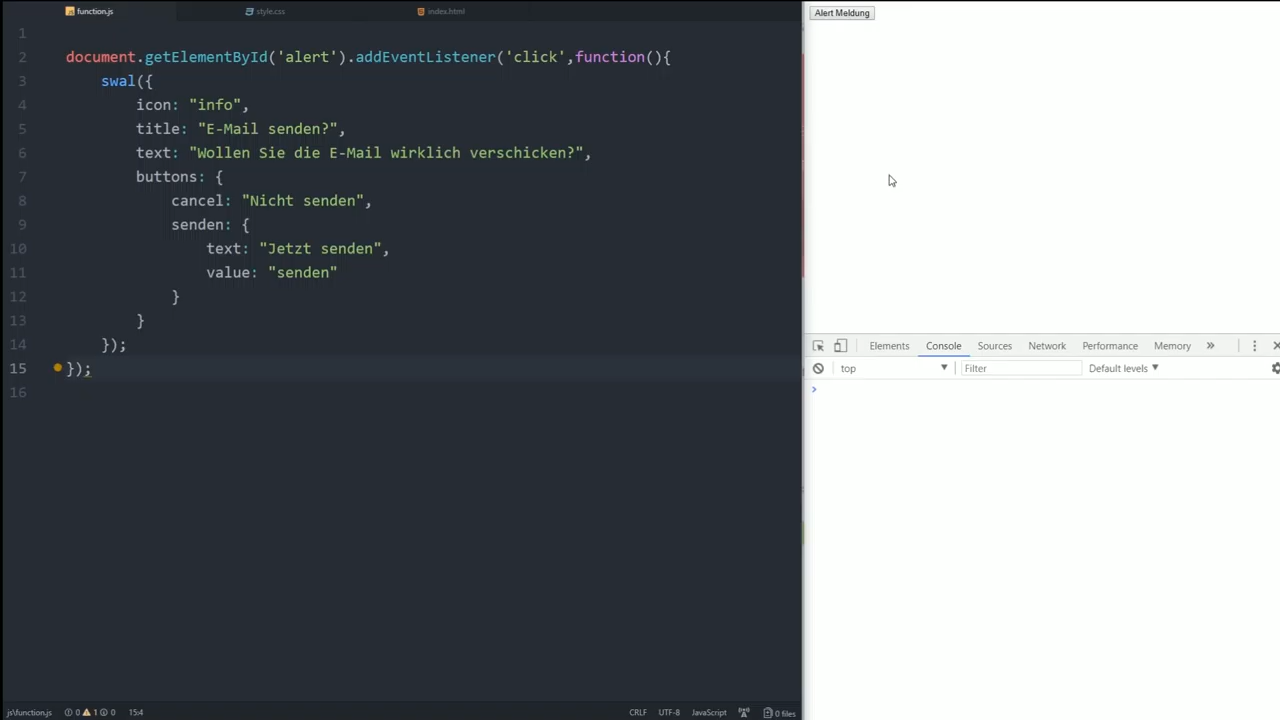 function.js
style.css
index.html
1
2 document.getElementById('alert').addEventListener('click',function(){
3 swal({
4 icon: "info",
5 title: "E-Mail senden?",
6 text: "Wollen Sie die E-Mail wirklich verschicken?",
7 buttons: {
8 cancel: "Nicht senden",
9 senden: {
10 text: "Jetzt senden",
11 value: "senden"
12 }
13 }
14 });
15 });
16
js\function.js 0 1 0 15:4 CRLF UTF-8 JavaScript 0 files
Alert Meldung
Elements Console Sources Network Performance Memory »
top Filter Default levels